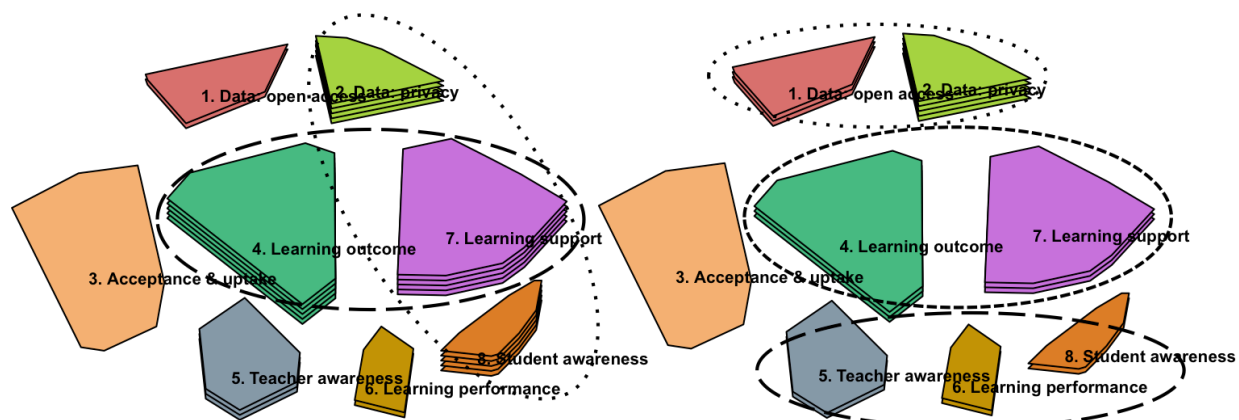 1. Data: open access
2. Data: privacy
3. Acceptance & uptake
4. Learning outcome
7. Learning support
5. Teacher awareness
6. Learning performance
8. Student awareness
1. Data: open access
2. Data: privacy
3. Acceptance & uptake
4. Learning outcome
7. Learning support
5. Teacher awareness
6. Learning performance
8. Student awareness